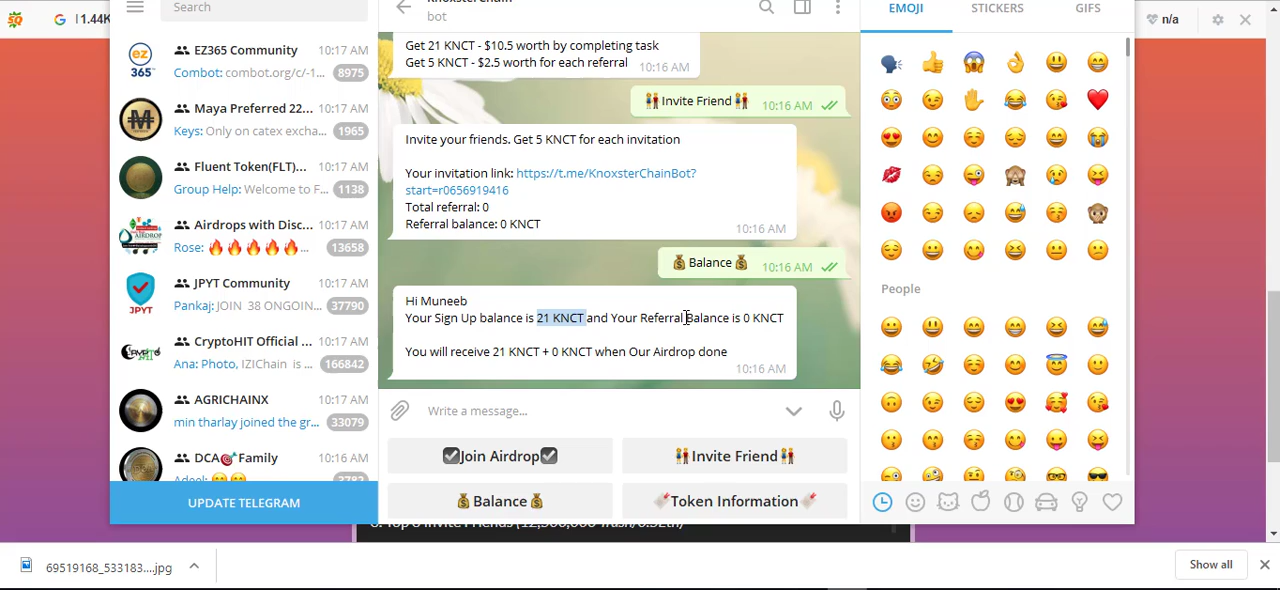 1.44K
n/a
Search
EZ365 Community 10:17 AM
Combot: combot.org/c/-1... 8975
Maya Preferred 22... 10:17 AM
Keys: Only on catex excha... 1965
Fluent Token(FLT)... 10:17 AM
Group Help: Welcome to F... 1138
Airdrops with Disc... 10:17 AM
Rose: 🔥🔥🔥🔥🔥... 13658
JPYT Community 10:17 AM
Pankaj: JOIN 38 ONGOIN... 37790
CryptoHIT Official ... 10:17 AM
Ana: Photo, IZIChain is ... 166842
AGRICHAINX 10:17 AM
min tharlay joined the gr... 33079
DCA🎯Family 10:16 AM
UPDATE TELEGRAM
KnoxsterChain
bot
Get 21 KNCT - $10.5 worth by completing task
Get 5 KNCT - $2.5 worth for each referral 10:16 AM
👬Invite Friend👬 10:16 AM
Invite your friends. Get 5 KNCT for each invitation
Your invitation link: https://t.me/KnoxsterChainBot?
start=r0656919416
Total referral: 0
Referral balance: 0 KNCT
10:16 AM
💰Balance💰 10:16 AM
Hi Muneeb
Your Sign Up balance is 21 KNCT and Your Referral Balance is 0 KNCT
You will receive 21 KNCT + 0 KNCT when Our Airdrop done
10:16 AM
Write a message...
☑Join Airdrop☑
👬Invite Friend👬
💰Balance💰
Token Information
EMOJI STICKERS GIFS
People
69519168_533183....jpg
Show all